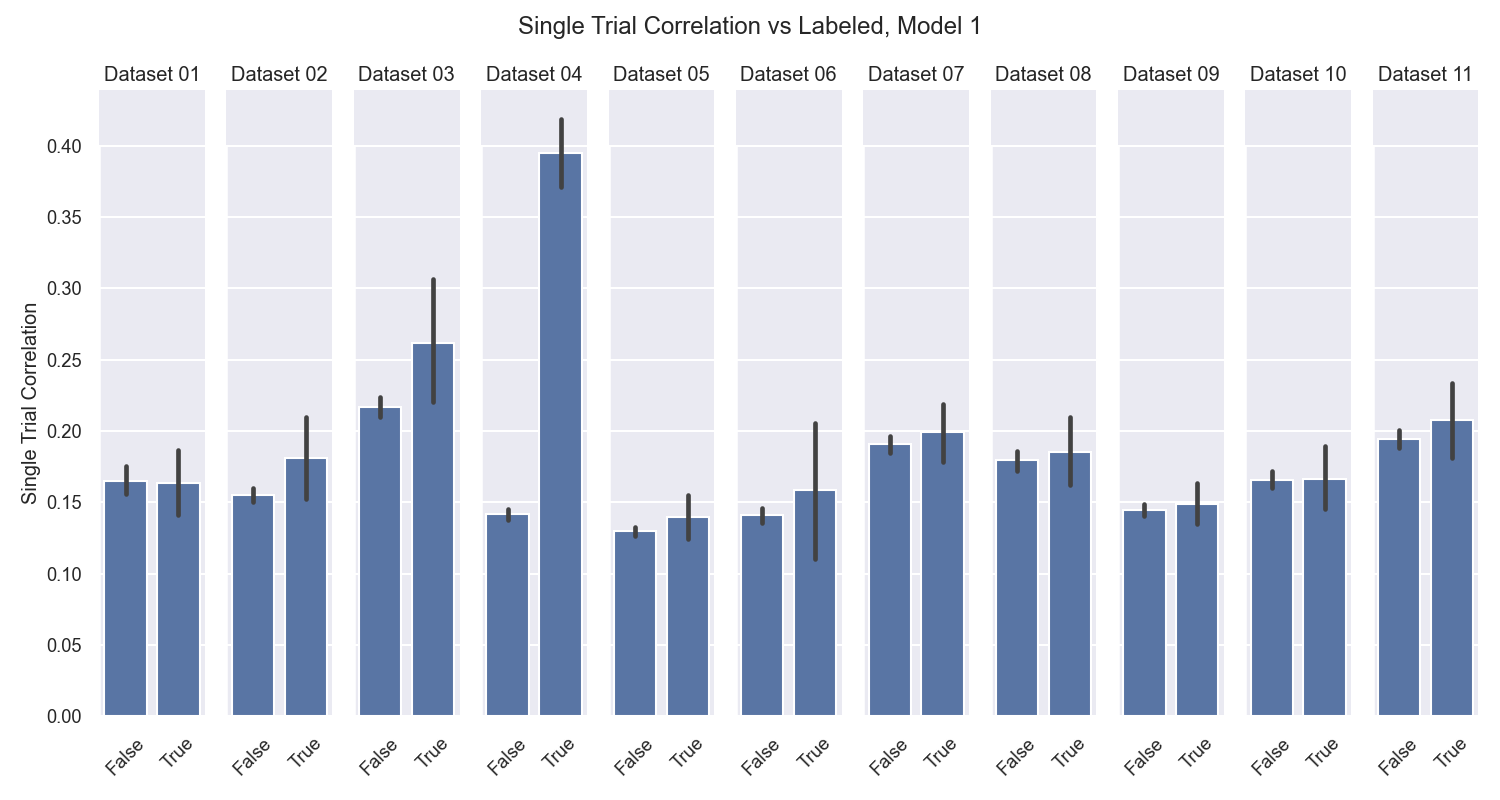 Single Trial Correlation vs Labeled, Model 1
Dataset 01 Dataset 02 Dataset 03 Dataset 04 Dataset 05 Dataset 06 Dataset 07 Dataset 08 Dataset 09 Dataset 10 Dataset 11
Single Trial Correlation
0.40
0.35
0.30
0.25
0.20
0.15
0.10
0.05
0.00
False True False True False True False True False True False True False True False True False True False True False True